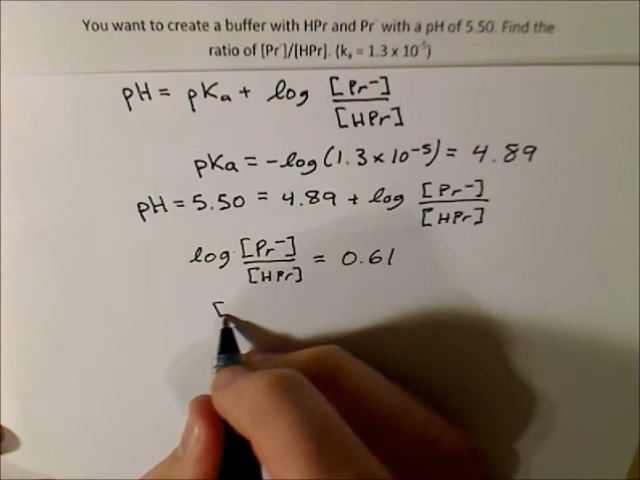 You want to create a buffer with HPr and Pr⁻ with a pH of 5.50. Find the
ratio of [Pr⁻]/[HPr]. (kₐ = 1.3 x 10⁻⁵)
pH = pKa + log [Pr⁻]/[HPr]
pKa = -log(1.3 x 10⁻⁵) = 4.89
pH = 5.50 = 4.89 + log [Pr⁻]/[HPr]
log [Pr⁻]/[HPr] = 0.61
[